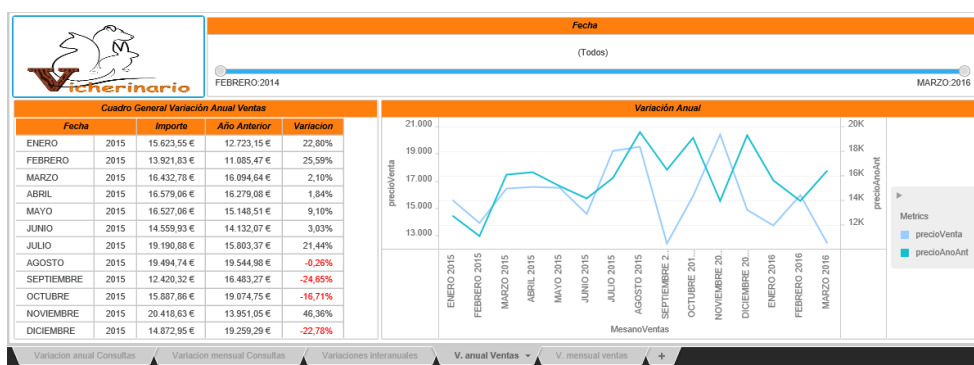 Vicherinario
Fecha
(Todos)
FEBRERO:2014 MARZO:2016
Cuadro General Variación Anual Ventas
Fecha Importe Año Anterior Variacion
ENERO 2015 15.623,55 € 12.723,15 € 22,80%
FEBRERO 2015 13.921,83 € 11.085,47 € 25,59%
MARZO 2015 16.432,78 € 16.094,64 € 2,10%
ABRIL 2015 16.579,06 € 16.279,08 € 1,84%
MAYO 2015 16.527,06 € 15.148,51 € 9,10%
JUNIO 2015 14.559,93 € 14.132,07 € 3,03%
JULIO 2015 19.190,88 € 15.803,37 € 21,44%
AGOSTO 2015 19.494,74 € 19.544,98 € -0,26%
SEPTIEMBRE 2015 12.420,32 € 16.483,27 € -24,65%
OCTUBRE 2015 15.887,86 € 19.074,75 € -16,71%
NOVIEMBRE 2015 20.418,63 € 13.951,05 € 46,36%
DICIEMBRE 2015 14.872,95 € 19.259,29 € -22,78%
Variación Anual
precioVenta
21.000
19.000
17.000
15.000
13.000
20K
18K
16K
14K
12K
precioAnoAnt
ENERO 2015
FEBRERO 2015
MARZO 2015
ABRIL 2015
MAYO 2015
JUNIO 2015
JULIO 2015
AGOSTO 2015
SEPTIEMBRE 2...
OCTUBRE 201...
NOVIEMBRE 20...
DICIEMBRE 20...
ENERO 2016
FEBRERO 2016
MARZO 2016
MesanoVentas
Metrics
precioVenta
precioAnoAnt
Variacion anual Consultas Variacion mensual Consultas Variaciones interanuales V. anual Ventas V. mensual ventas +